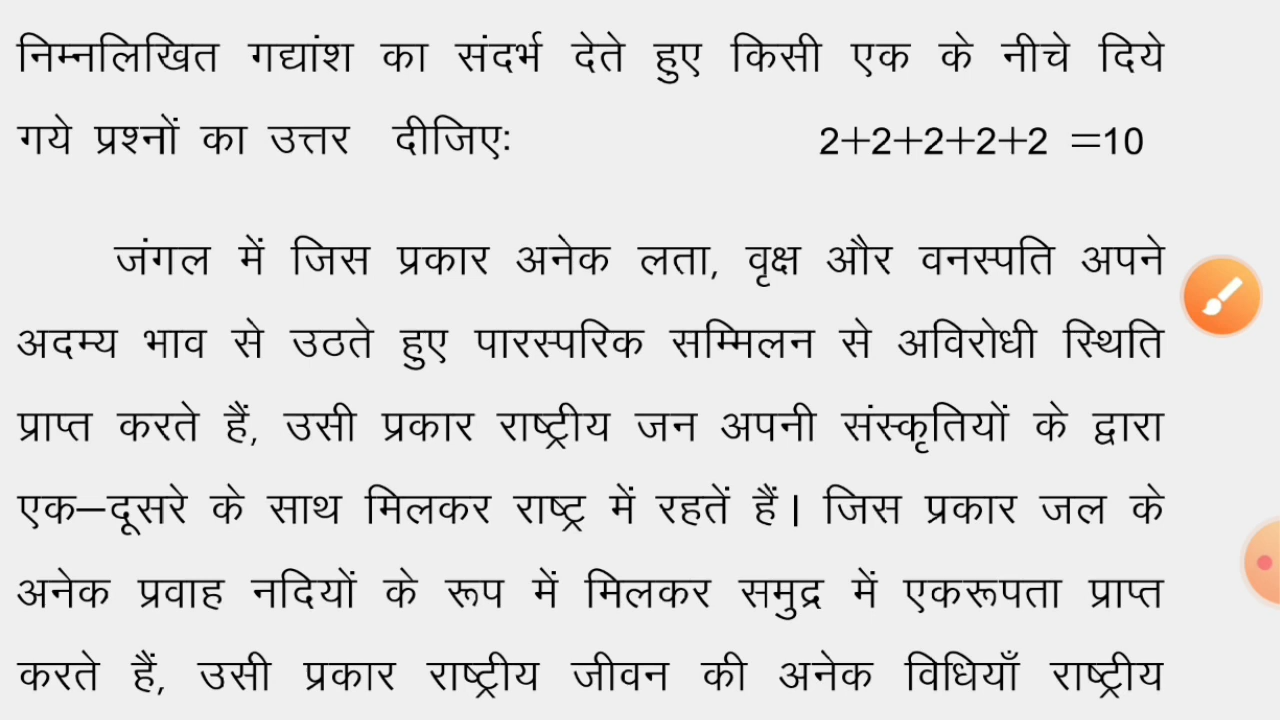 निम्नलिखित गद्यांश का संदर्भ देते हुए किसी एक के नीचे दिये
गये प्रश्नों का उत्तर दीजिएः 2+2+2+2+2 =10
जंगल में जिस प्रकार अनेक लता, वृक्ष और वनस्पति अपने
अदम्य भाव से उठते हुए पारस्परिक सम्मिलन से अविरोधी स्थिति
प्राप्त करते हैं, उसी प्रकार राष्ट्रीय जन अपनी संस्कृतियों के द्वारा
एक–दूसरे के साथ मिलकर राष्ट्र में रहतें हैं। जिस प्रकार जल के
अनेक प्रवाह नदियों के रूप में मिलकर समुद्र में एकरूपता प्राप्त
करते हैं, उसी प्रकार राष्ट्रीय जीवन की अनेक विधियाँ राष्ट्रीय